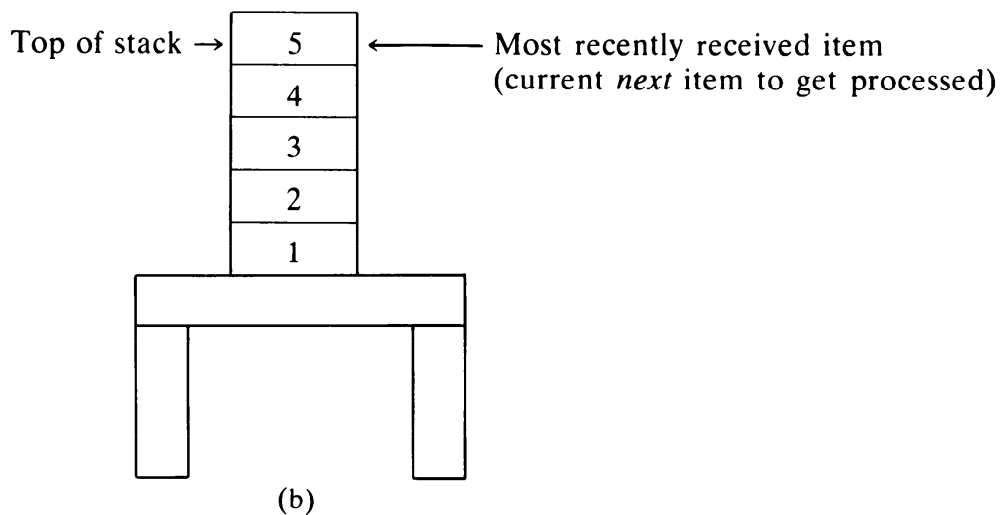 Top of stack → 5 ← Most recently received item
(current next item to get processed)
4
3
2
1
(b)